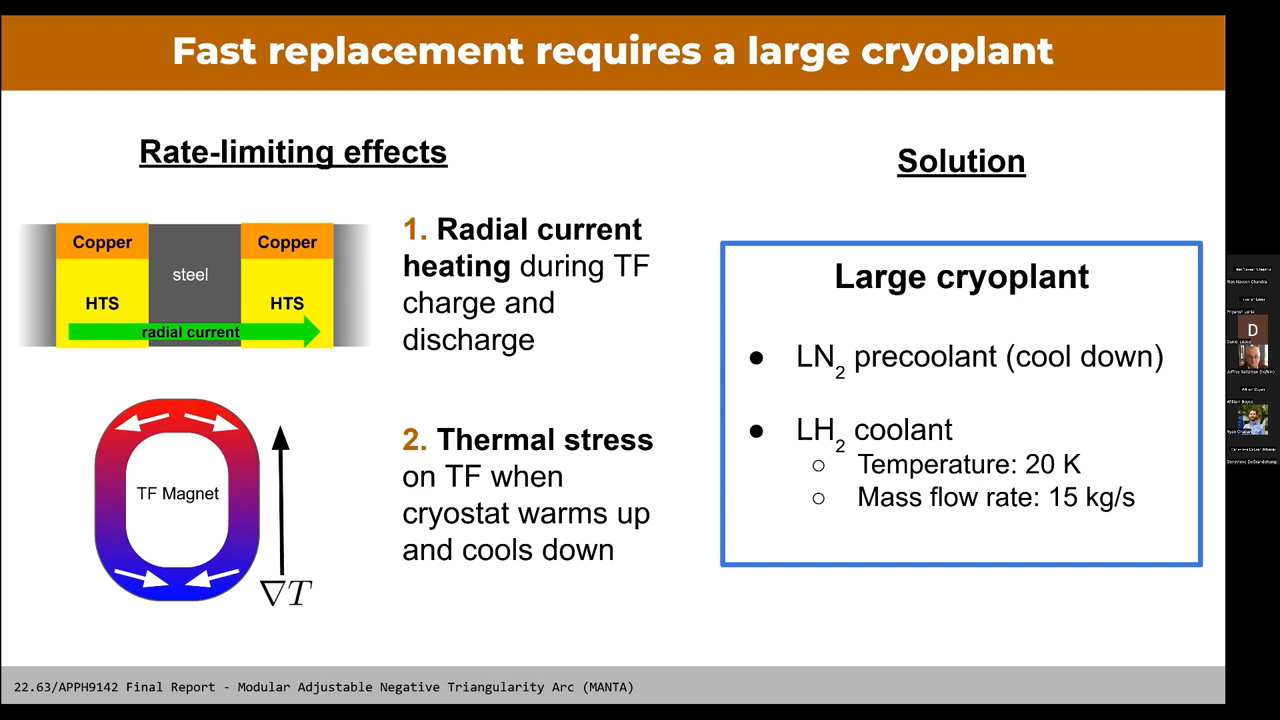 Fast replacement requires a large cryoplant
Rate-limiting effects
Copper
Copper
steel
HTS
HTS
radial current
1. Radial current
heating during TF
charge and
discharge
TF Magnet
∇T
2. Thermal stress
on TF when
cryostat warms up
and cools down
Solution
Large cryoplant
● LN2 precoolant (cool down)
● LH2 coolant
○ Temperature: 20 K
○ Mass flow rate: 15 kg/s
22.63/APPH9142 Final Report - Modular Adjustable Negative Triangularity Arc (MANTA)
D